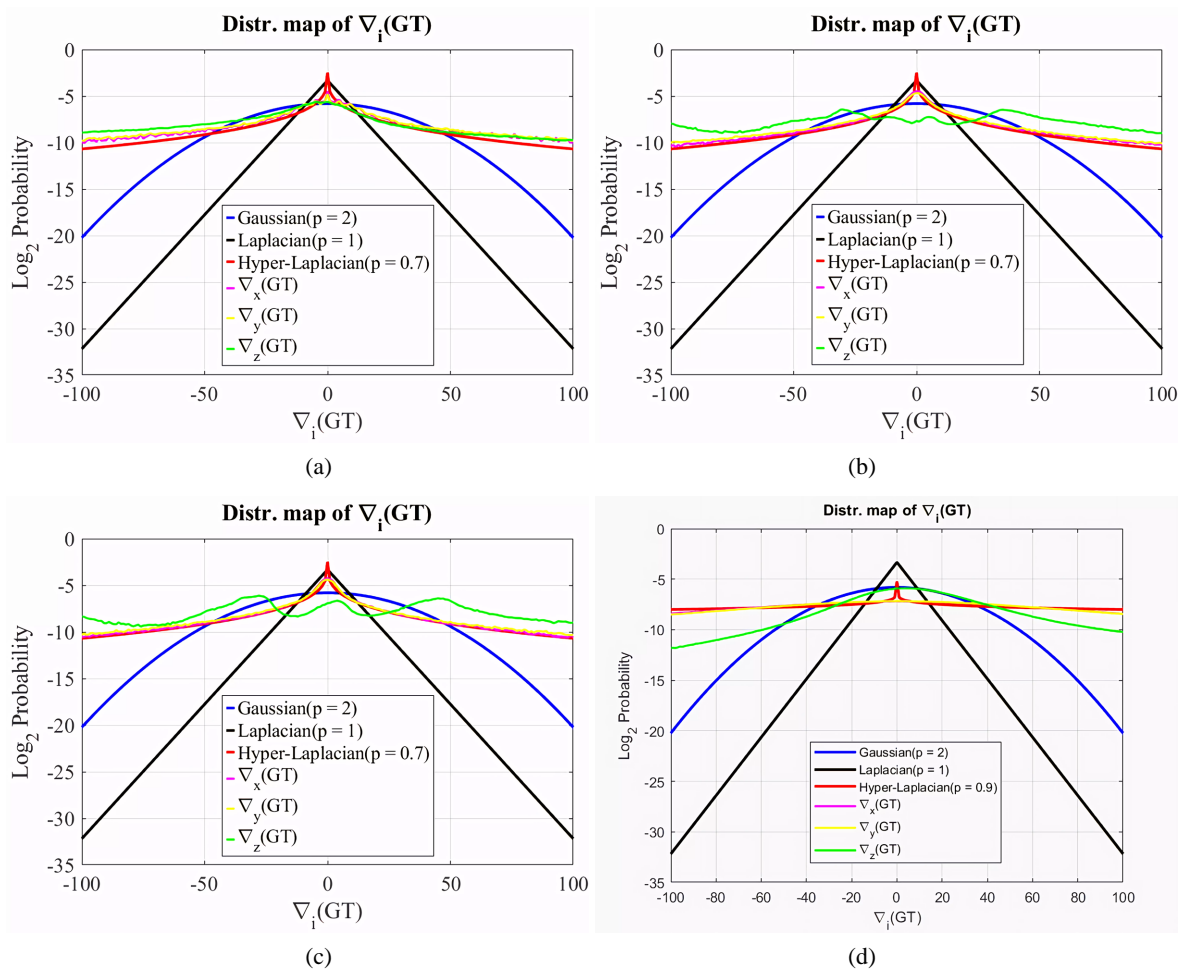 Distr. map of ∇i(GT)
0
-5
-10
-15
-20
-25
-30
-35
Log2 Probability
Gaussian(p = 2)
Laplacian(p = 1)
Hyper-Laplacian(p = 0.7)
∇x(GT)
∇y(GT)
∇z(GT)
-100 -50 0 50 100
∇i(GT)
(a)
Distr. map of ∇i(GT)
0
-5
-10
-15
-20
-25
-30
-35
Log2 Probability
Gaussian(p = 2)
Laplacian(p = 1)
Hyper-Laplacian(p = 0.7)
∇x(GT)
∇y(GT)
∇z(GT)
-100 -50 0 50 100
∇i(GT)
(b)
Distr. map of ∇i(GT)
0
-5
-10
-15
-20
-25
-30
-35
Log2 Probability
Gaussian(p = 2)
Laplacian(p = 1)
Hyper-Laplacian(p = 0.7)
∇x(GT)
∇y(GT)
∇z(GT)
-100 -50 0 50 100
∇i(GT)
(c)
Distr. map of ∇i(GT)
0
-5
-10
-15
-20
-25
-30
-35
Log2 Probability
Gaussian(p = 2)
Laplacian(p = 1)
Hyper-Laplacian(p = 0.9)
∇x(GT)
∇y(GT)
∇z(GT)
-100 -80 -60 -40 -20 0 20 40 60 80 100
∇i(GT)
(d)